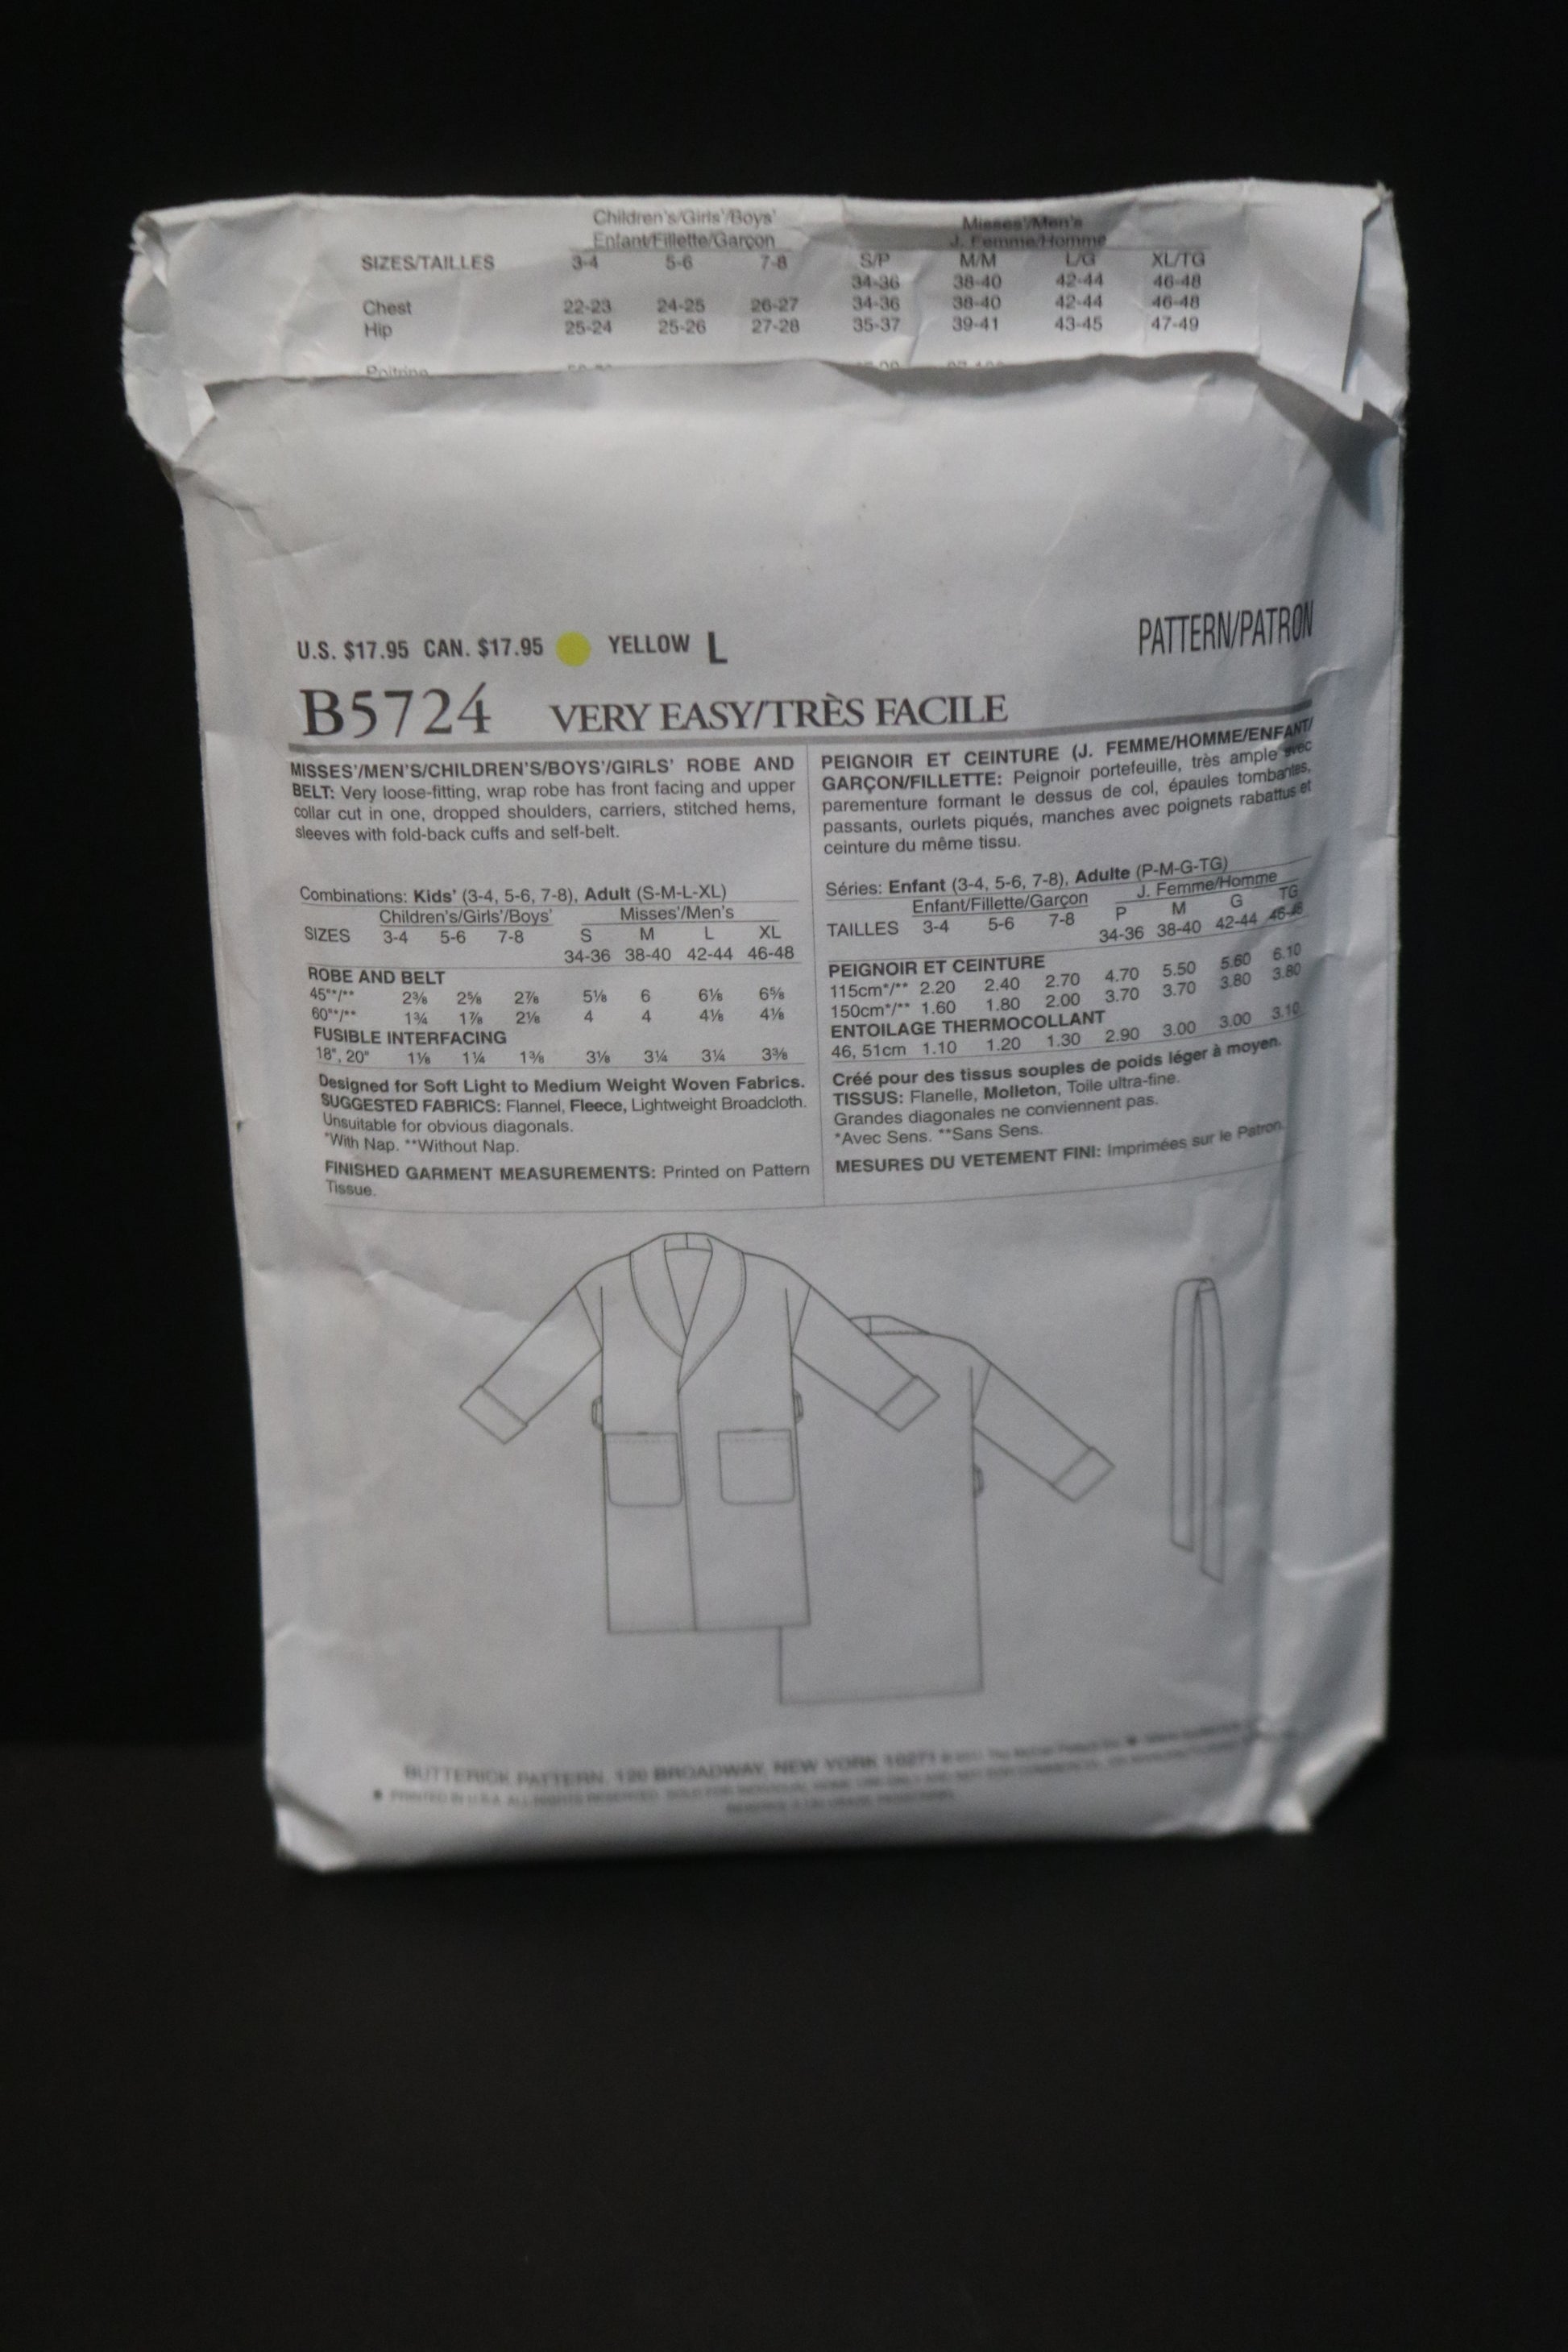 Children's/Girls'/Boys' Misses'/Men's
Enfant/Fillette/Garçon J. Femme/Homme
SIZES/TAILLES 3-4 5-6 7-8 S/P M/M L/G XL/TG
34-36 38-40 42-44 46-48
Chest 22-23 24-25 26-27 34-36 38-40 42-44 46-48
Hip 25-24 25-26 27-28 35-37 39-41 43-45 47-49
Poitrine
U.S. $17.95 CAN. $17.95 YELLOW L
PATTERN/PATRON
B5724 VERY EASY/TRÈS FACILE
MISSES'/MEN'S/CHILDREN'S/BOYS'/GIRLS' ROBE AND
BELT: Very loose-fitting, wrap robe has front facing and upper
collar cut in one, dropped shoulders, carriers, stitched hems,
sleeves with fold-back cuffs and self-belt.
Combinations: Kids' (3-4, 5-6, 7-8), Adult (S-M-L-XL)
Children's/Girls'/Boys' Misses'/Men's
SIZES 3-4 5-6 7-8 S M L XL
34-36 38-40 42-44 46-48
ROBE AND BELT
45"*/** 2⅜ 2⅝ 2⅞ 5⅛ 6 6⅛ 6⅝
60"*/** 1¾ 1⅞ 2⅛ 4 4 4⅛ 4⅛
FUSIBLE INTERFACING
18", 20" 1⅛ 1¼ 1⅜ 3⅛ 3¼ 3¼ 3⅜
Designed for Soft Light to Medium Weight Woven Fabrics.
SUGGESTED FABRICS: Flannel, Fleece, Lightweight Broadcloth.
Unsuitable for obvious diagonals.
*With Nap. **Without Nap.
FINISHED GARMENT MEASUREMENTS: Printed on Pattern
Tissue.
PEIGNOIR ET CEINTURE (J. FEMME/HOMME/ENFANT/
GARÇON/FILLETTE: Peignoir portefeuille, très ample avec
parementure formant le dessus de col, épaules tombantes,
passants, ourlets piqués, manches avec poignets rabattus et
ceinture du même tissu.
Séries: Enfant (3-4, 5-6, 7-8), Adulte (P-M-G-TG)
Enfant/Fillette/Garçon J. Femme/Homme
TAILLES 3-4 5-6 7-8 P M G TG
34-36 38-40 42-44 46-48
PEIGNOIR ET CEINTURE
115cm*/** 2.20 2.40 2.70 4.70 5.50 5.60 6.10
150cm*/** 1.60 1.80 2.00 3.70 3.70 3.80 3.80
ENTOILAGE THERMOCOLLANT
46, 51cm 1.10 1.20 1.30 2.90 3.00 3.00 3.10
Créé pour des tissus souples de poids léger à moyen.
TISSUS: Flanelle, Molleton, Toile ultra-fine.
Grandes diagonales ne conviennent pas.
*Avec Sens. **Sans Sens.
MESURES DU VETEMENT FINI: Imprimées sur le Patron.
BUTTERICK PATTERN, 120 BROADWAY, NEW YORK 10271
PRINTED IN U.S.A. ALL RIGHTS RESERVED. SOLD FOR INDIVIDUAL HOME USE ONLY AND NOT FOR COMMERCIAL OR MANUFACTURING